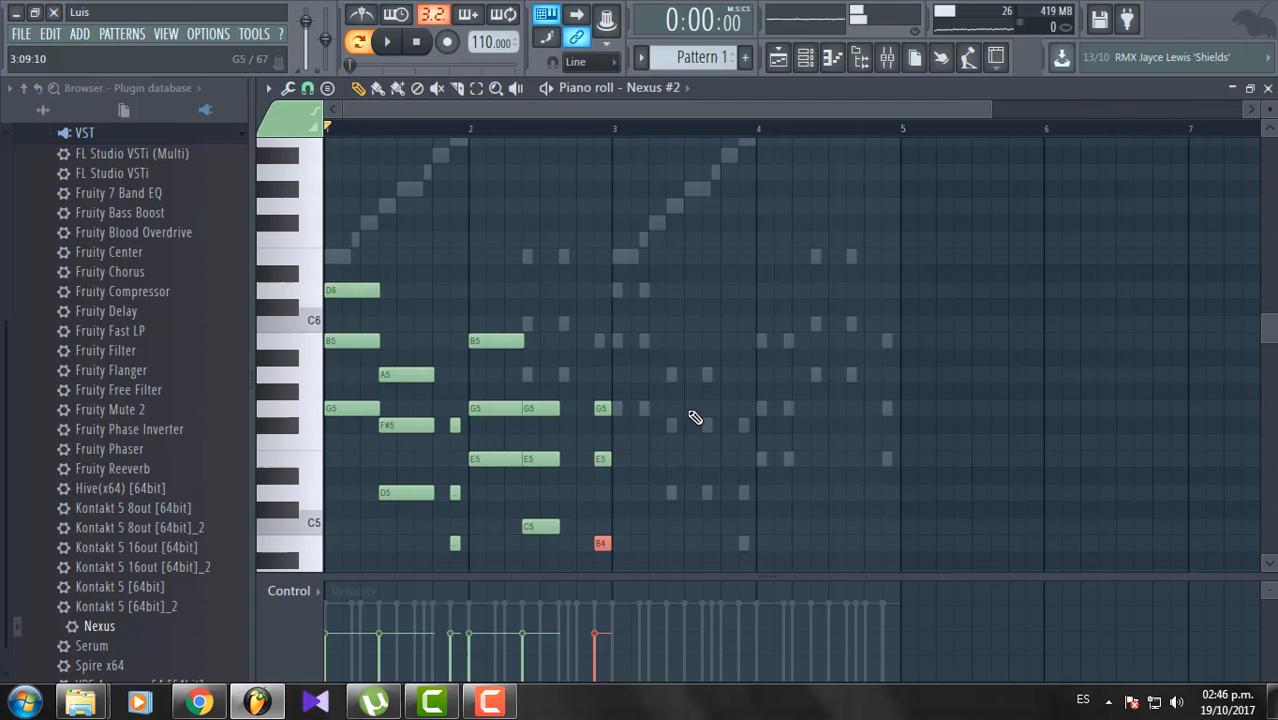 Luis
FILE EDIT ADD PATTERNS VIEW OPTIONS TOOLS ?
3:09:10 G5 / 67
3.2
110.000
Line
0:00:00
M:S:CS
Pattern 1
26
419 MB
0
13/10 RMX Jayce Lewis 'Shields'
Browser - Plugin database
Piano roll - Nexus #2
VST
FL Studio VSTi (Multi)
FL Studio VSTi
Fruity 7 Band EQ
Fruity Bass Boost
Fruity Blood Overdrive
Fruity Center
Fruity Chorus
Fruity Compressor
Fruity Delay
Fruity Fast LP
Fruity Filter
Fruity Flanger
Fruity Free Filter
Fruity Mute 2
Fruity Phase Inverter
Fruity Phaser
Fruity Reeverb
Hive(x64) [64bit]
Kontakt 5 8out [64bit]
Kontakt 5 8out [64bit]_2
Kontakt 5 16out [64bit]
Kontakt 5 16out [64bit]_2
Kontakt 5 [64bit]
Kontakt 5 [64bit]_2
Nexus
Serum
Spire x64
1 2 3 4 5 6 7
D6
C6
B5 B5
A5
G5 G5 G5 G5
F#5
E5 E5 E5
D5
C5 C5
B4
Control Velocity
ES
02:46 p.m.
19/10/2017